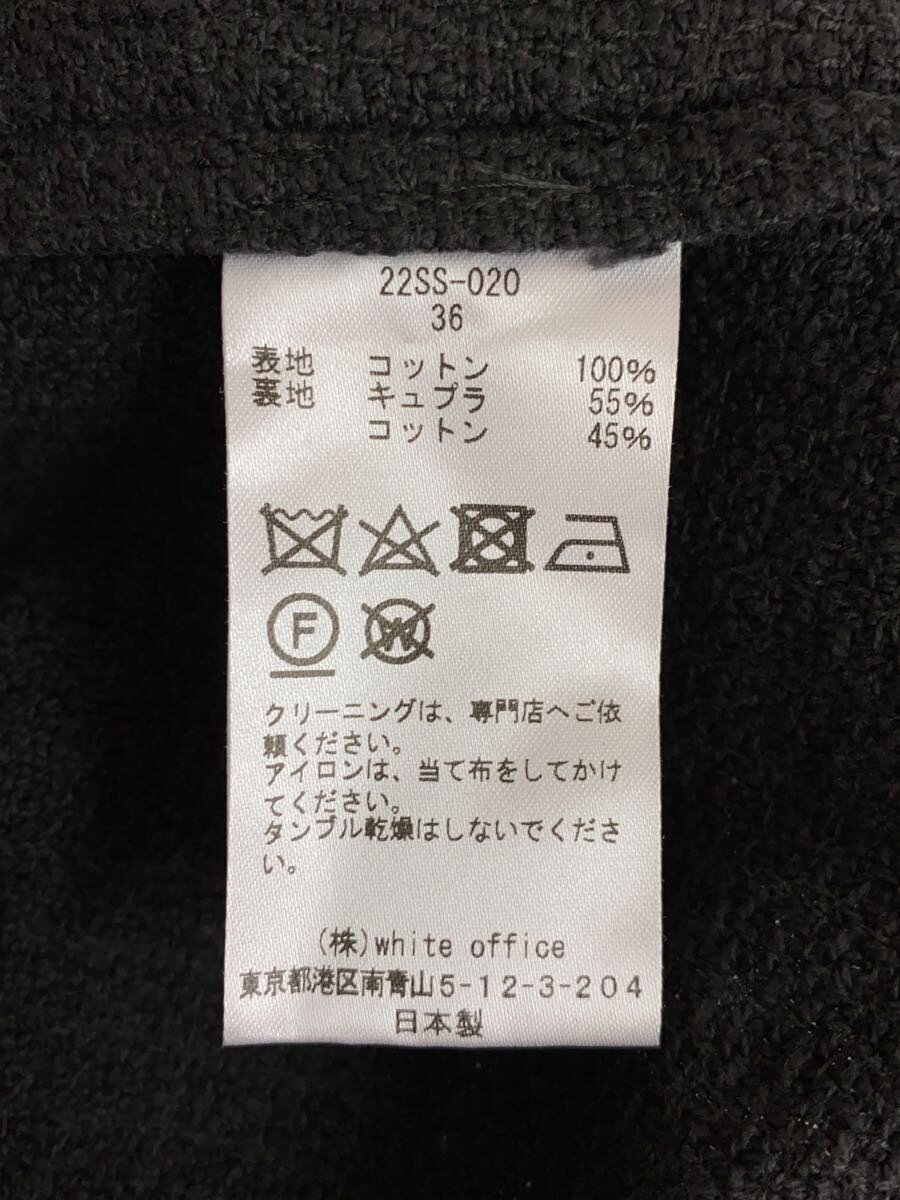 22SS-020
36
表地 コットン 100%
裏地 キュプラ 55%
コットン 45%
F W
クリーニングは、専門店へご依
頼ください。
アイロンは、当て布をしてかけ
てください。
タンブル乾燥はしないでくださ
い。
(株)white office
東京都港区南青山5-12-3-204
日本製